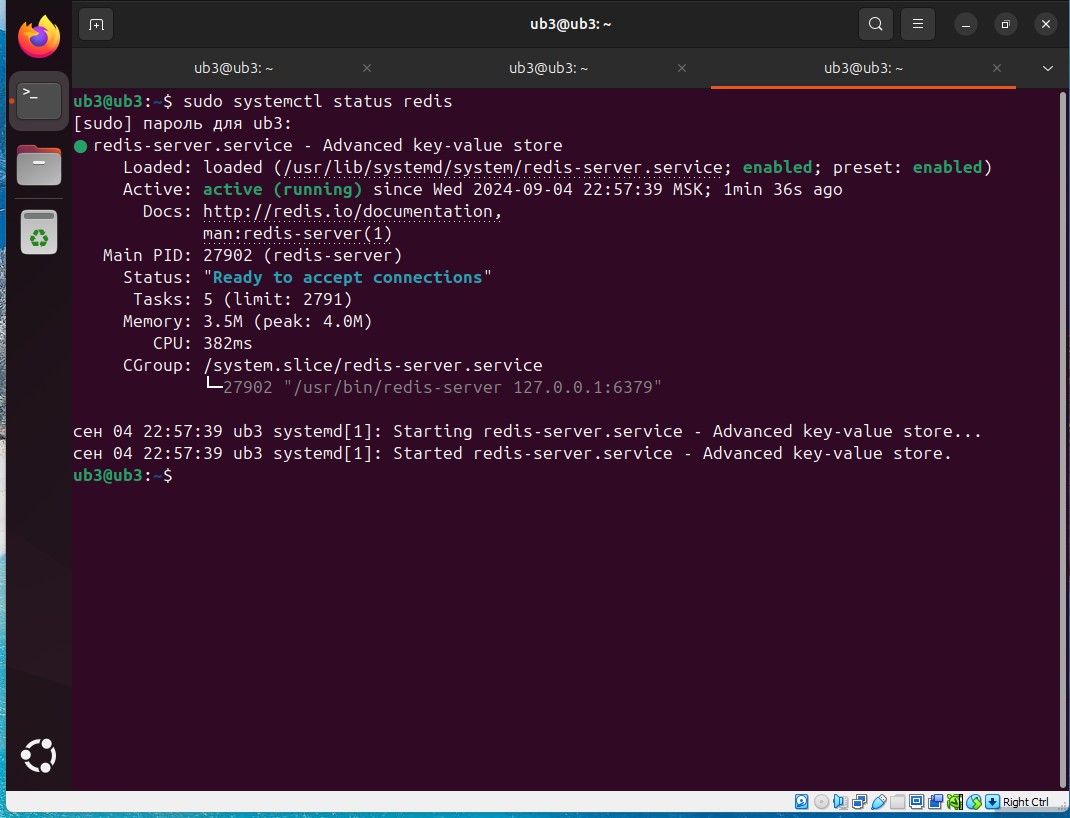 ub3@ub3: ~
ub3@ub3: ~
ub3@ub3: ~
ub3@ub3: ~
ub3@ub3:~$ sudo systemctl status redis
[sudo] пароль для ub3:
● redis-server.service - Advanced key-value store
Loaded: loaded (/usr/lib/systemd/system/redis-server.service; enabled; preset: enabled)
Active: active (running) since Wed 2024-09-04 22:57:39 MSK; 1min 36s ago
Docs: http://redis.io/documentation,
man:redis-server(1)
Main PID: 27902 (redis-server)
Status: "Ready to accept connections"
Tasks: 5 (limit: 2791)
Memory: 3.5M (peak: 4.0M)
CPU: 382ms
CGroup: /system.slice/redis-server.service
└─27902 "/usr/bin/redis-server 127.0.0.1:6379"
сен 04 22:57:39 ub3 systemd[1]: Starting redis-server.service - Advanced key-value store...
сен 04 22:57:39 ub3 systemd[1]: Started redis-server.service - Advanced key-value store.
ub3@ub3:~$
Right Ctrl